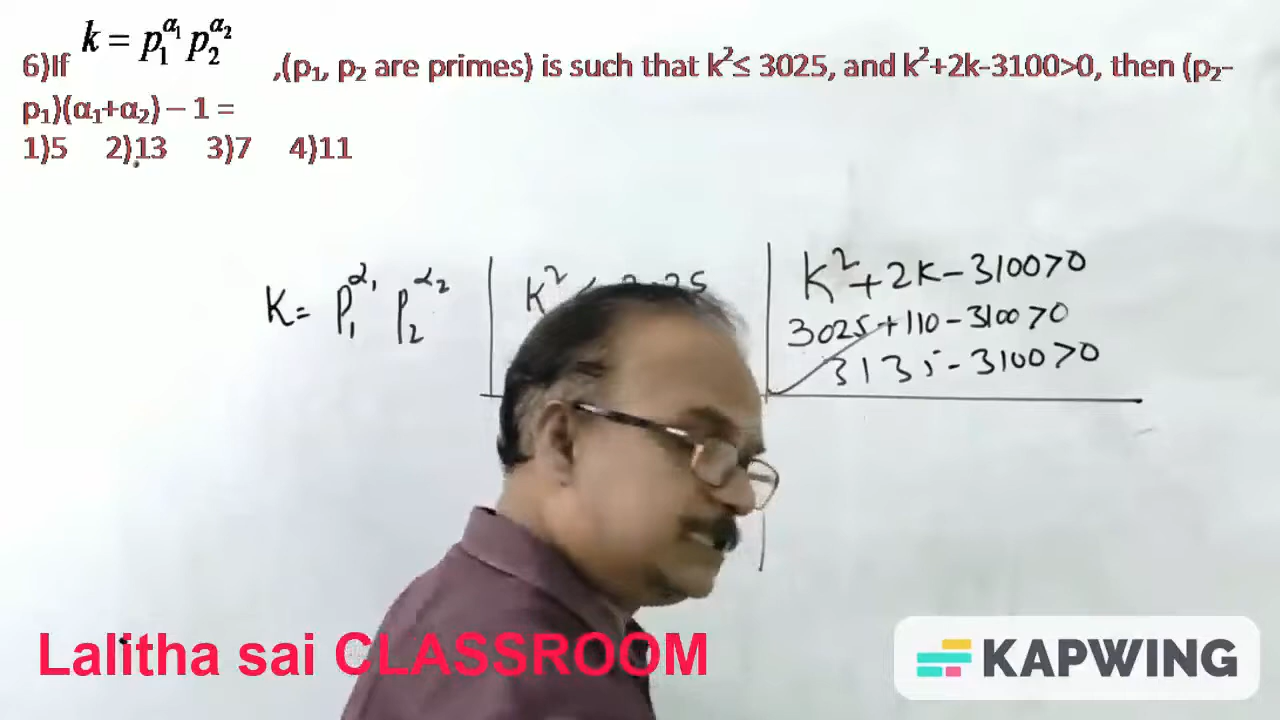 k = p₁^α₁ p₂^α₂
6)If ,(p₁, p₂ are primes) is such that k²≤ 3025, and k²+2k-3100>0, then (p₂-
p₁)(α₁+α₂) – 1 =
1)5 2)13 3)7 4)11
K = P₁^α₁ P₂^α₂
K²
K² + 2K - 3100 > 0
3025 + 110 - 3100 > 0
3135 - 3100 > 0
Lalitha sai CLASSROOM
KAPWING